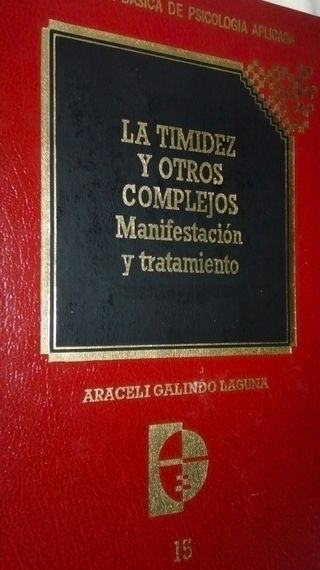 BÁSICA DE PSICOLOGÍA APLICADA
LA TIMIDEZ
Y OTROS
COMPLEJOS
Manifestación
y tratamiento
ARACELI GALINDO LAGUNA
15